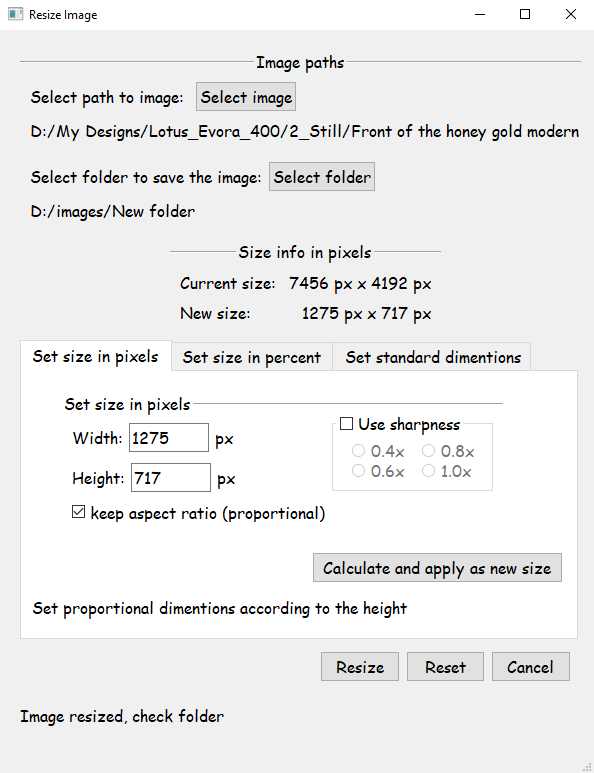 Resize Image
Image paths
Select path to image: Select image
D:/My Designs/Lotus_Evora_400/2_Still/Front of the honey gold modern
Select folder to save the image: Select folder
D:/images/New folder
Size info in pixels
Current size: 7456 px x 4192 px
New size: 1275 px x 717 px
Set size in pixels Set size in percent Set standard dimentions
Set size in pixels
Use sharpness
Width: 1275 px
0.4x 0.8x
0.6x 1.0x
Height: 717 px
keep aspect ratio (proportional)
Calculate and apply as new size
Set proportional dimentions according to the height
Resize Reset Cancel
Image resized, check folder